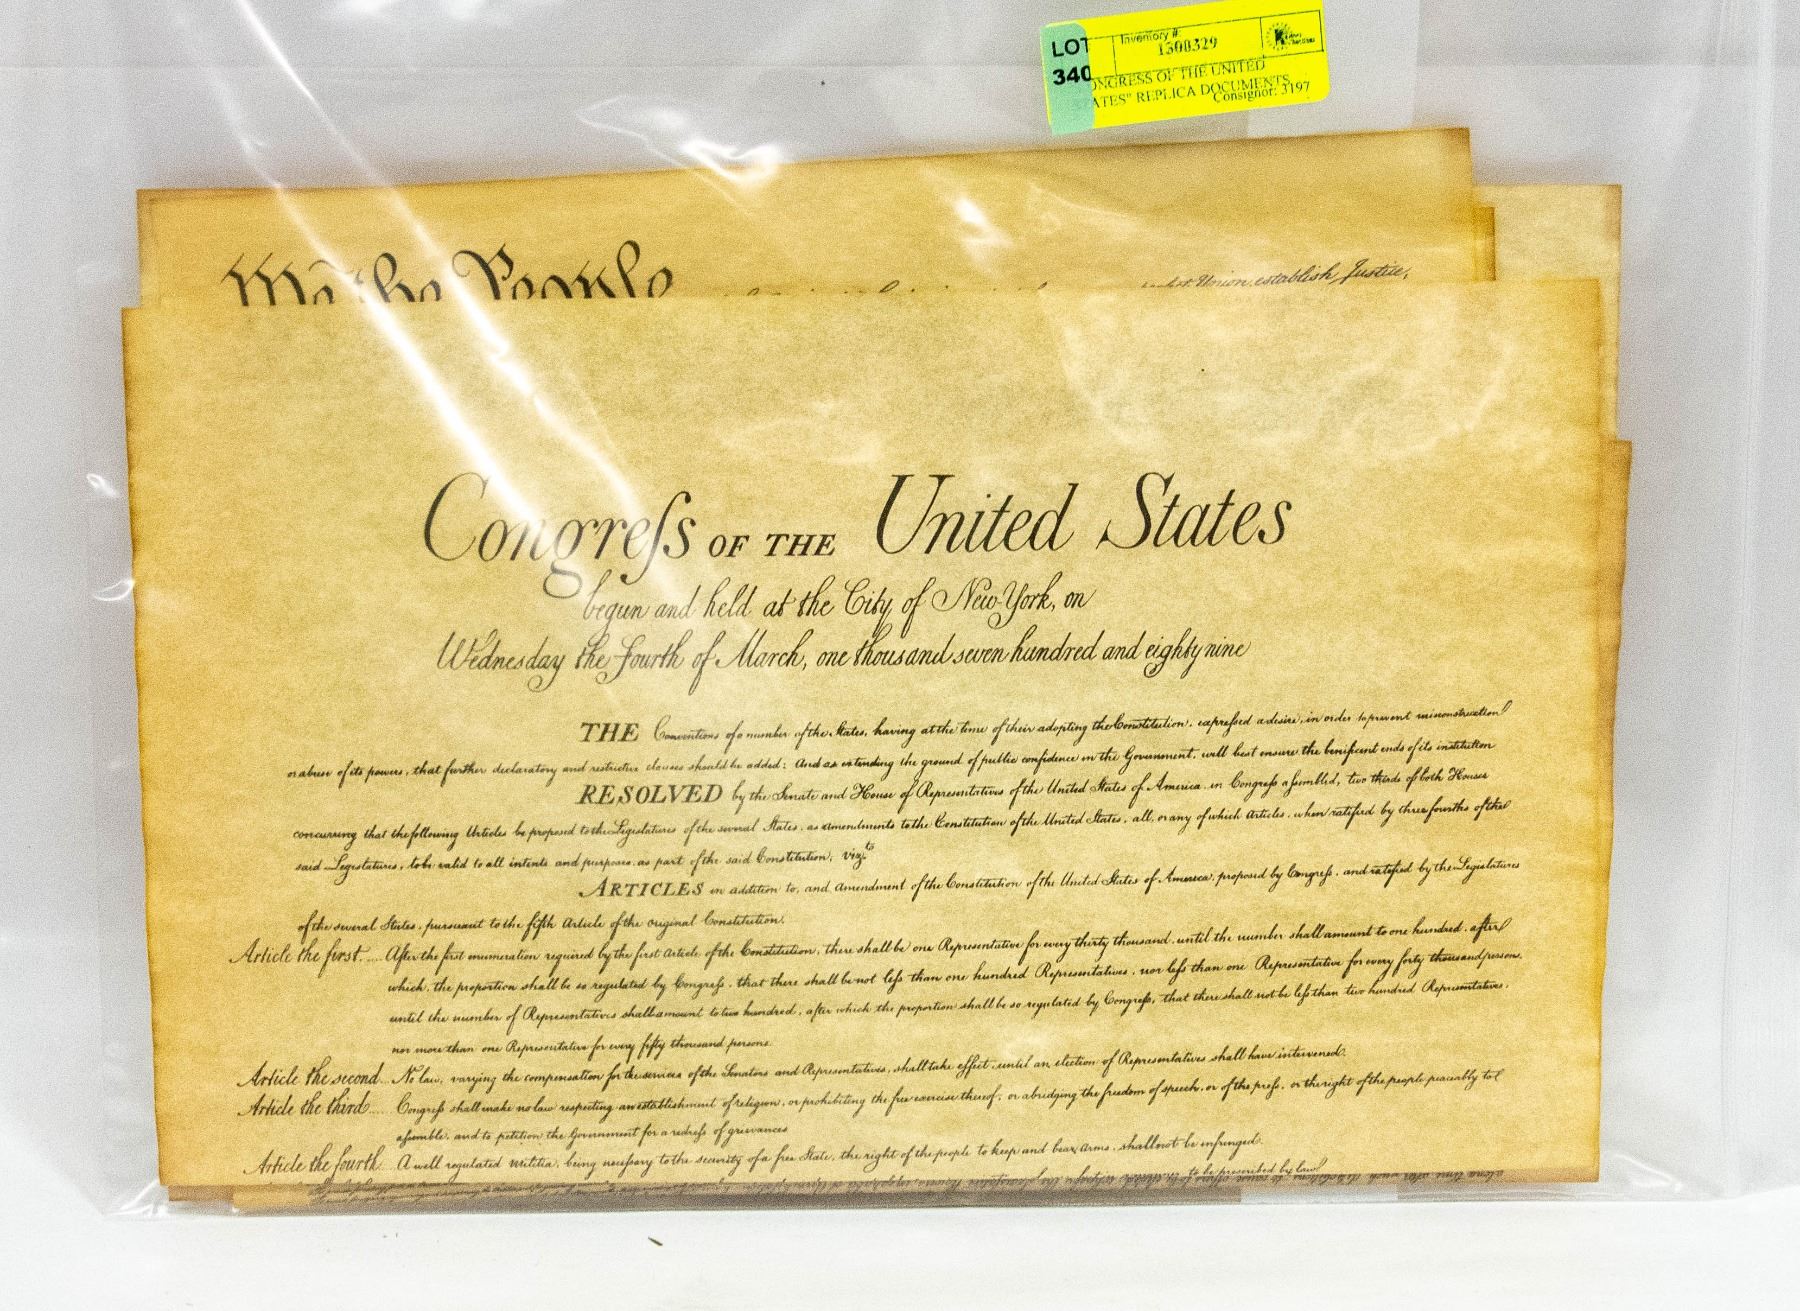 LOT
340
Inventory #:
1300329
ONGRESS OF THE UNITED
ATES" REPLICA DOCUMENTS
Consignor: 3197
We the People
Union, establish Justice,
Congreſs OF THE United States
begun and held at the City of New-York, on
Wednesday the fourth of March, one thousand seven hundred and eighty nine
THE Conventions of a number of the States, having at the time of their adopting the Constitution, expreſsed a desire, in order to prevent misconstruction
or abuse of its powers, that further declaratory and restrictive clauses should be added: And as extending the ground of public confidence in the Government, will best ensure the benificent ends of its institution
RESOLVED by the Senate and House of Representatives of the United States of America, in Congreſs aſsembled, two thirds of both Houses
concurring that the following Articles be proposed to the Legislatures of the several States, as amendments to the Constitution of the United States, all, or any of which Articles, when ratified by three fourths of the
said Legislatures, to be valid to all intents and purposes, as part of the said Constitution; vizt.
ARTICLES in addition to, and amendment of the Constitution of the United States of America, proposed by Congreſs, and ratified by the Legislatures
of the several States, pursuant to the fifth Article of the original Constitution.
Article the first.... After the first enumeration required by the first Article of the Constitution, there shall be one Representative for every thirty thousand, until the number shall amount to one hundred, after
which, the proportion shall be so regulated by Congreſs, that there shall be not leſs than one hundred Representatives, nor leſs than one Representative for every forty thousand persons,
until the number of Representatives shall amount to two hundred, after which the proportion shall be so regulated by Congreſs, that there shall not be leſs than two hundred Representatives,
nor more than one Representative for every fifty thousand persons.
Article the second... No law, varying the compensation for the services of the Senators and Representatives, shall take effect, until an election of Representatives shall have intervened.
Article the third.... Congreſs shall make no law respecting an establishment of religion, or prohibiting the free exercise thereof; or abridging the freedom of speech, or of the preſs, or the right of the people peaceably to
aſsemble, and to petition the Government for a redreſs of grievances
Article the fourth... A well regulated militia, being neceſsary to the security of a free State, the right of the people to keep and bear arms, shall not be infringed.
to be prescribed by law